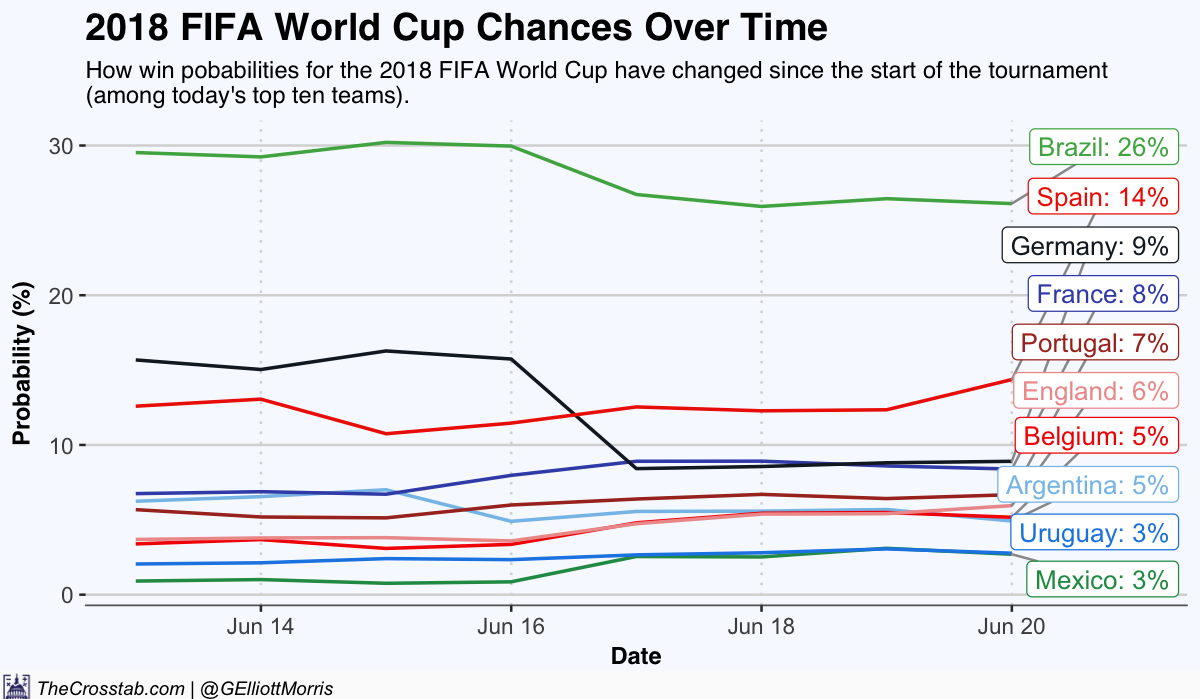 2018 FIFA World Cup Chances Over Time
How win pobabilities for the 2018 FIFA World Cup have changed since the start of the tournament
(among today's top ten teams).
30
20
10
0
Probability (%)
Brazil: 26%
Spain: 14%
Germany: 9%
France: 8%
Portugal: 7%
England: 6%
Belgium: 5%
Argentina: 5%
Uruguay: 3%
Mexico: 3%
Jun 14
Jun 16
Jun 18
Jun 20
Date
TheCrosstab.com | @GElliottMorris